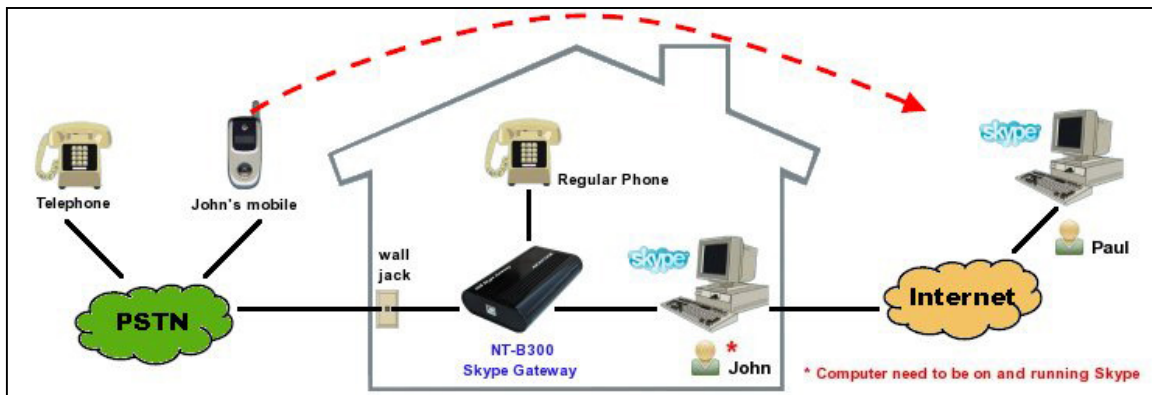 skype
Regular Phone
Telephone
John's mobile
Paul
wall
jack
skype
PSTN
Internet
NT-B300
Skype Gateway
*
John
* Computer need to be on and running Skype